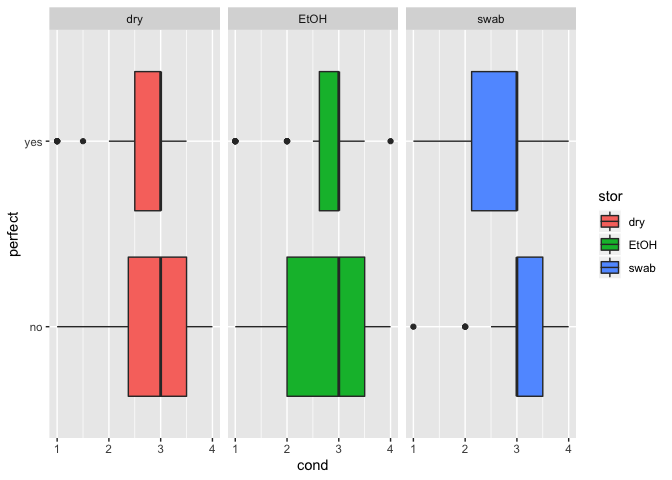 dry EtOH swab
perfect
yes
no
1 2 3 4 1 2 3 4 1 2 3 4
cond
stor
dry
EtOH
swab